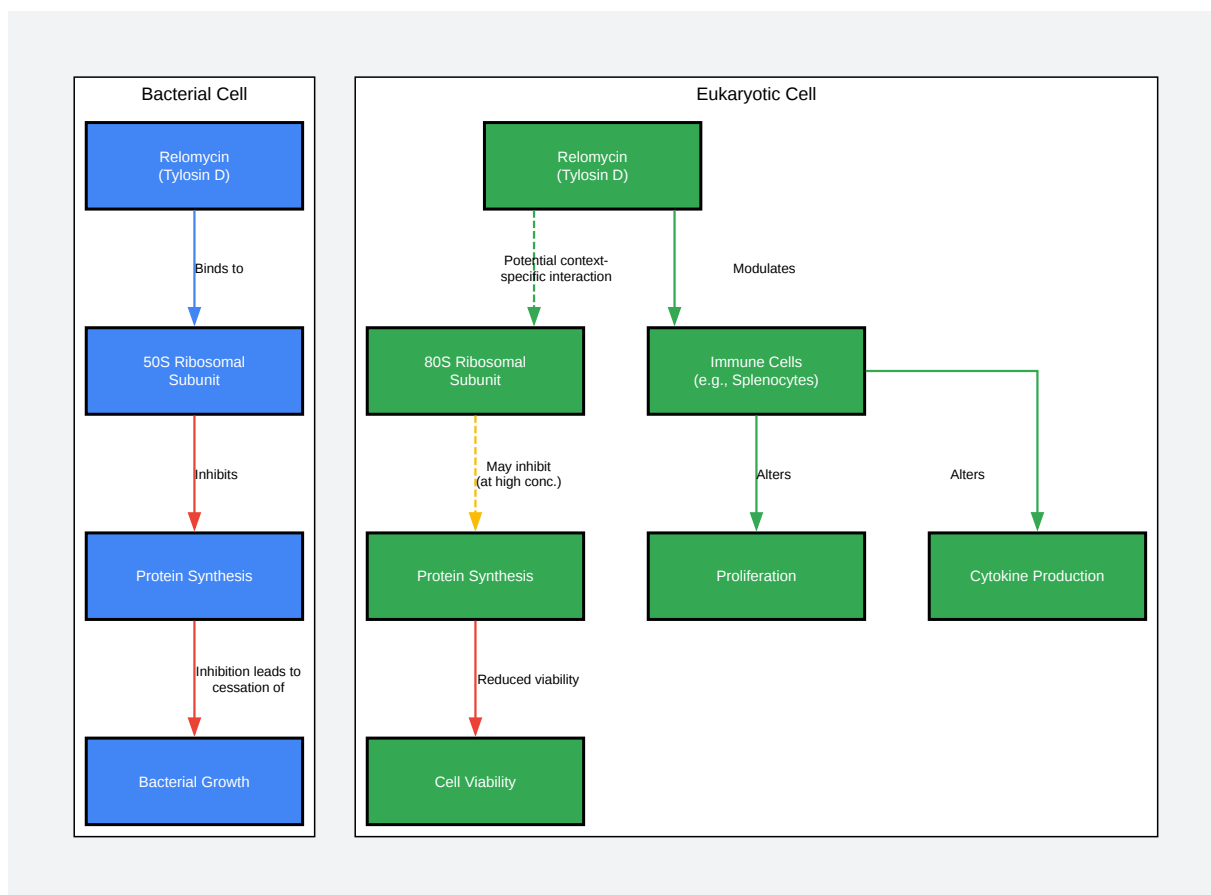 Bacterial Cell
Relomycin
(Tylosin D)
Binds to
50S Ribosomal
Subunit
Inhibits
Protein Synthesis
Inhibition leads to
cessation of
Bacterial Growth
Eukaryotic Cell
Relomycin
(Tylosin D)
Potential context-
specific interaction
Modulates
80S Ribosomal
Subunit
Immune Cells
(e.g., Splenocytes)
May inhibit
(at high conc.)
Alters
Alters
Protein Synthesis
Proliferation
Cytokine Production
Reduced viability
Cell Viability